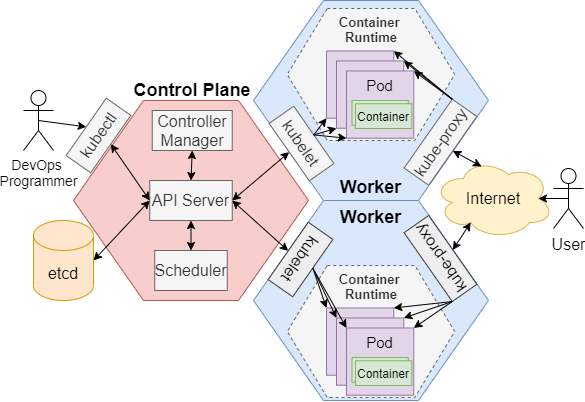 Container
Runtime
Pod
Container
Control Plane
Controller
Manager
kubectl
kubelet
kube-proxy
DevOps
Programmer
API Server
Worker
Internet
Worker
User
etcd
Scheduler
kubelet
kube-proxy
Container
Runtime
Pod
Container